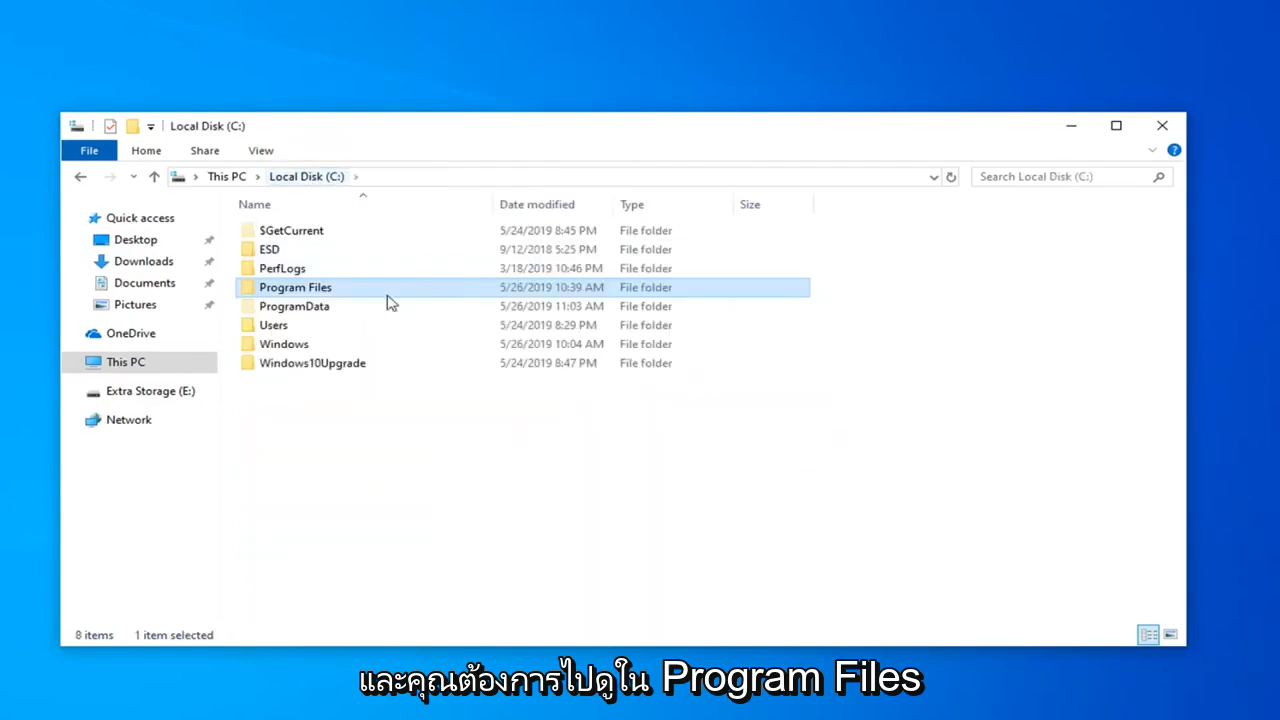 Local Disk (C:)
File Home Share View
This PC Local Disk (C:) Search Local Disk (C:)
Name Date modified Type Size
Quick access
Desktop
Downloads
Documents
Pictures
OneDrive
This PC
Extra Storage (E:)
Network
$GetCurrent 5/24/2019 8:45 PM File folder
ESD 9/12/2018 5:25 PM File folder
PerfLogs 3/18/2019 10:46 PM File folder
Program Files 5/26/2019 10:39 AM File folder
ProgramData 5/26/2019 11:03 AM File folder
Users 5/24/2019 8:29 PM File folder
Windows 5/26/2019 10:04 AM File folder
Windows10Upgrade 5/24/2019 8:47 PM File folder
8 items 1 item selected
และคุณต้องการไปดูใน Program Files